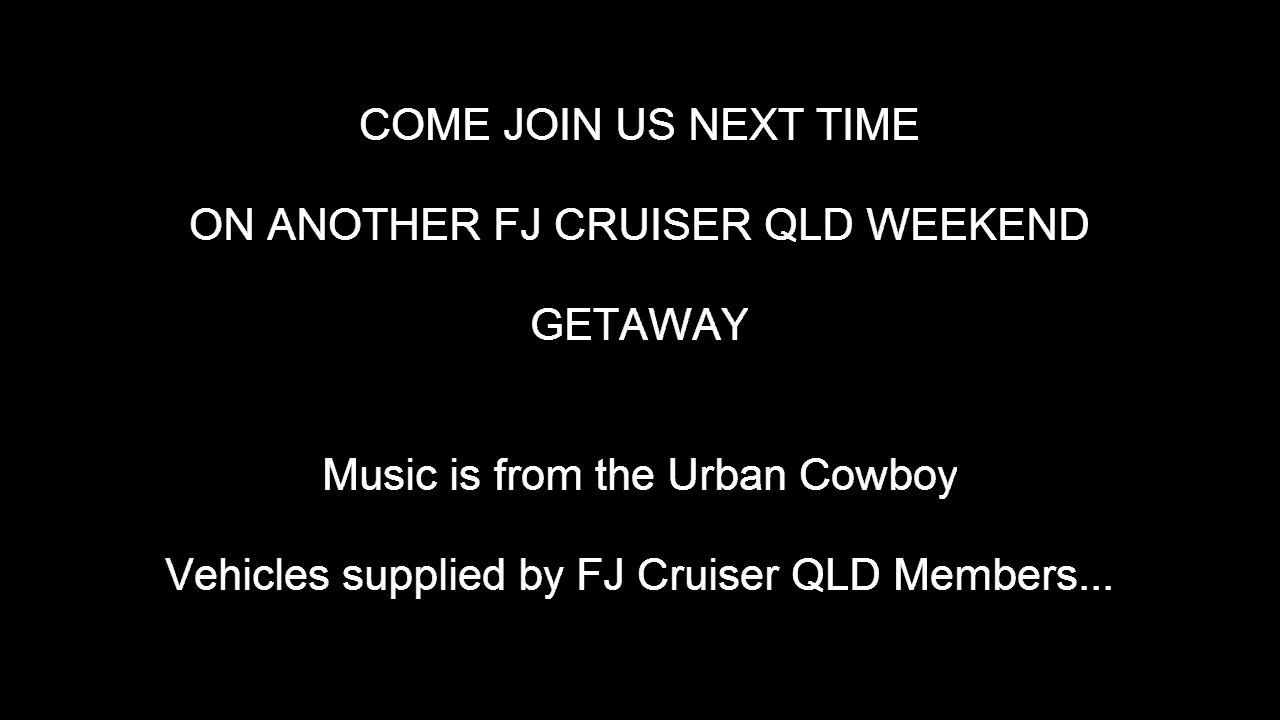 COME JOIN US NEXT TIME
ON ANOTHER FJ CRUISER QLD WEEKEND
GETAWAY
Music is from the Urban Cowboy
Vehicles supplied by FJ Cruiser QLD Members...